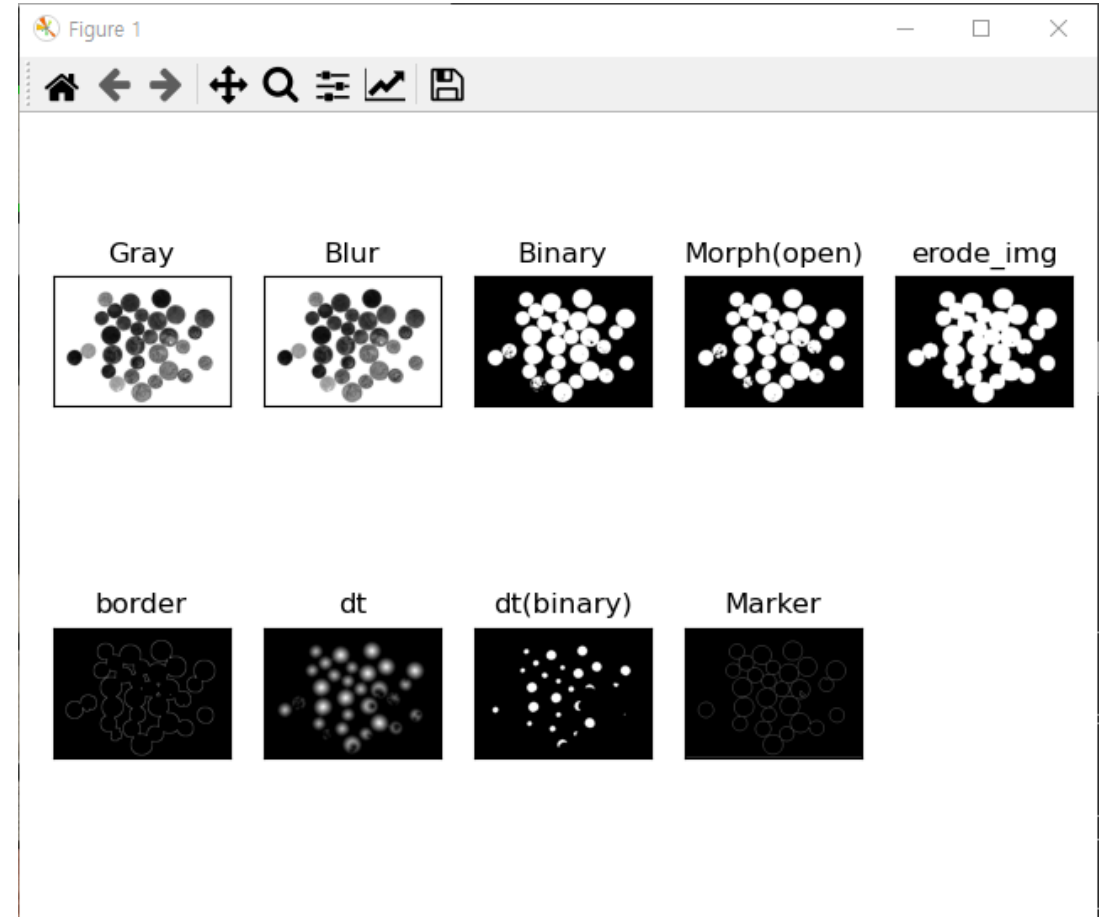 Figure 1
Gray
Blur
Binary
Morph(open)
erode_img
border
dt
dt(binary)
Marker